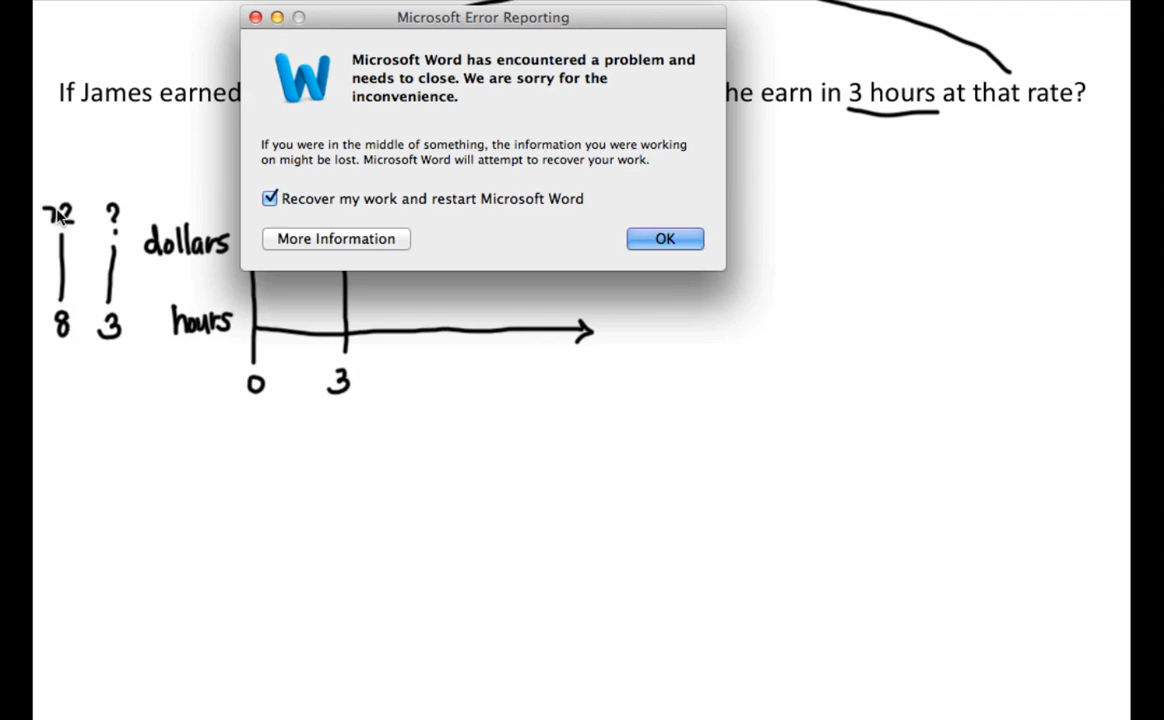 Microsoft Error Reporting
Microsoft Word has encountered a problem and
needs to close. We are sorry for the
inconvenience.
If James earned he earn in 3 hours at that rate?
If you were in the middle of something, the information you were working
on might be lost. Microsoft Word will attempt to recover your work.
Recover my work and restart Microsoft Word
More Information OK
72 ?
dollars
8 3 hours
0 3